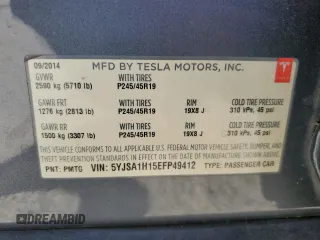 09/2014 MFD BY TESLA MOTORS, INC.
GVWR WITH TIRES
2590 kg (5710 lb) P245/45R19
GAWR FRT WITH TIRES RIM COLD TIRE PRESSURE
1276 kg (2813 lb) P245/45R19 19X8 J 310 kPa, 45 psi
GAWR RR WITH TIRES RIM COLD TIRE PRESSURE
1500 kg (3307 lb) P245/45R19 19X8 J 310 kPa, 45 psi
THIS VEHICLE CONFORMS TO ALL APPLICABLE FEDERAL MOTOR VEHICLE
SAFETY, BUMPER, AND THEFT PREVENTION STANDARDS IN EFFECT ON
THE DATE OF MANUFACTURE SHOWN ABOVE.
PNT: PMTG VIN: 5YJSA1H15EFP49412 TYPE: PASSENGER CAR
TESLA